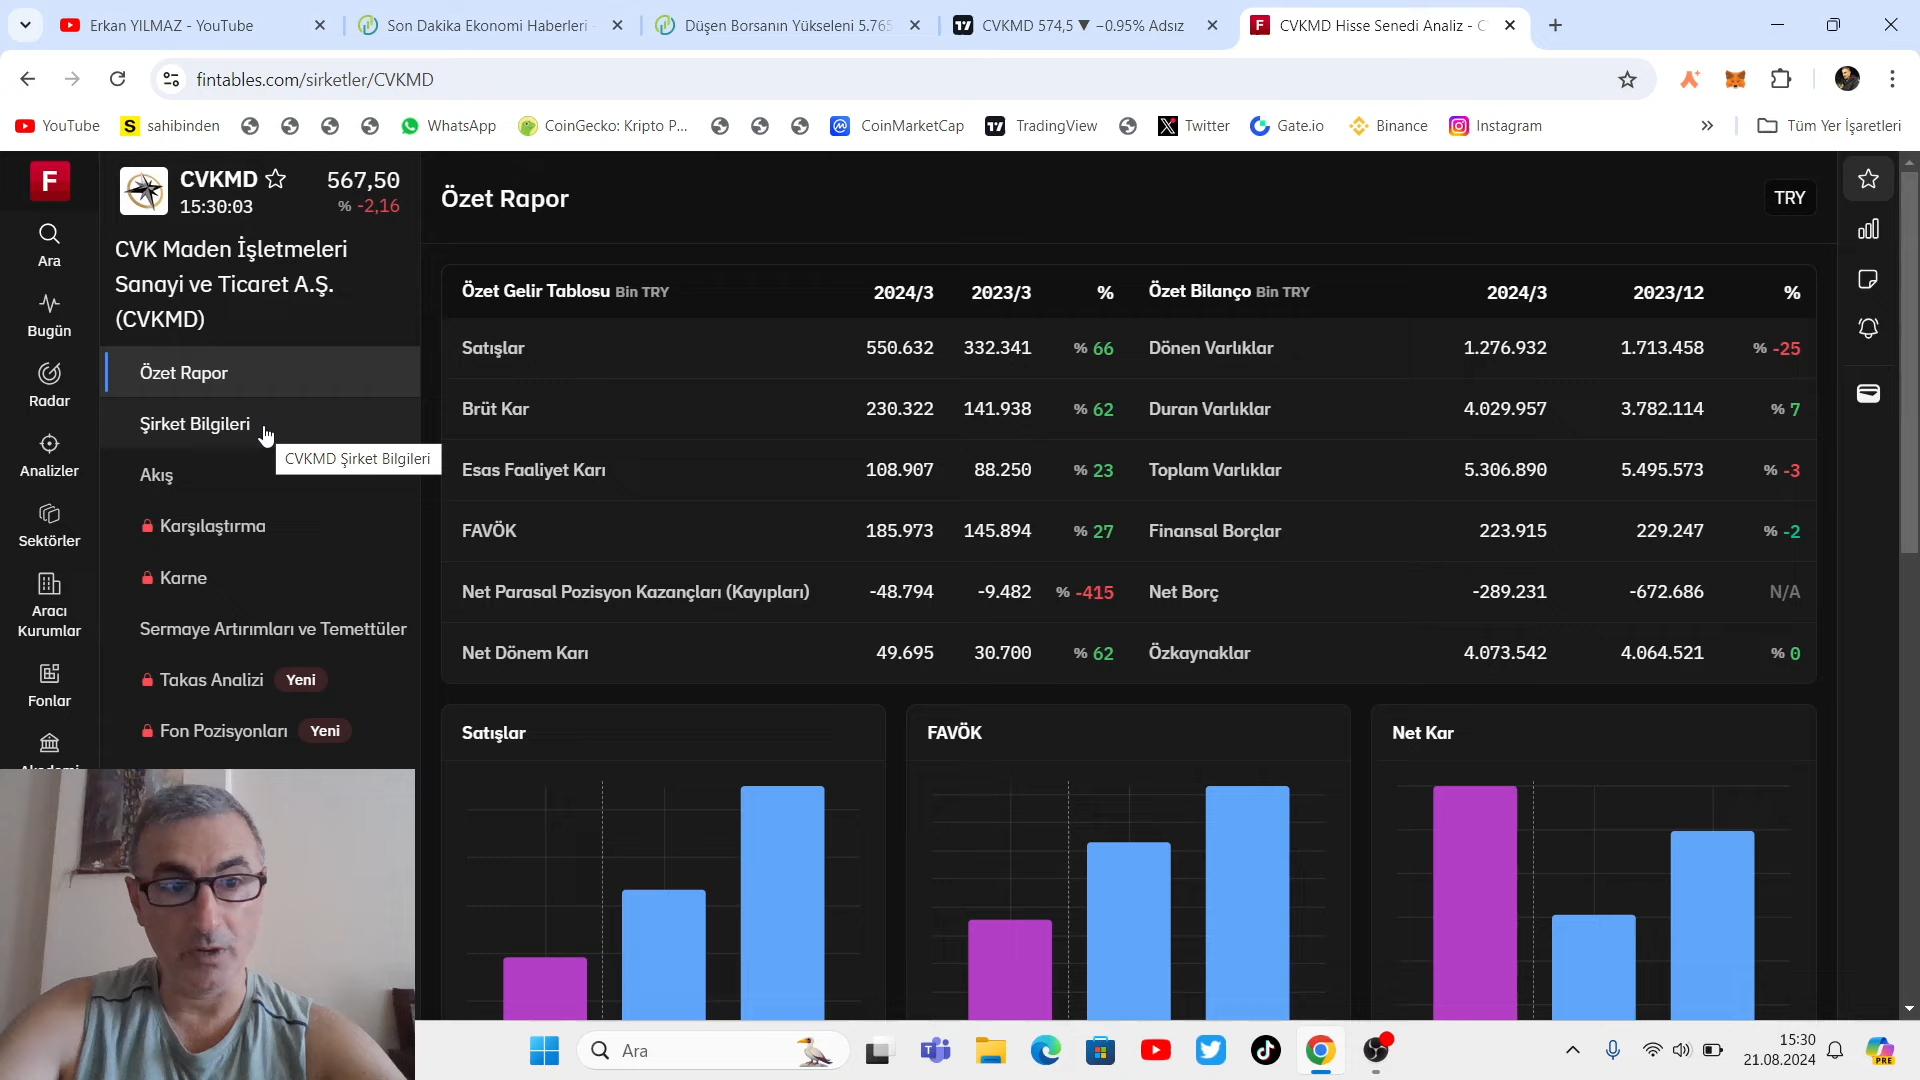 Erkan YILMAZ - YouTube
Son Dakika Ekonomi Haberleri -
Düşen Borsanın Yükseleni 5.765
CVKMD 574,5 ▼ −0.95% Adsız
CVKMD Hisse Senedi Analiz - C
fintables.com/sirketler/CVKMD
YouTube
sahibinden
WhatsApp
CoinGecko: Kripto P...
CoinMarketCap
TradingView
Twitter
Gate.io
Binance
Instagram
Tüm Yer İşaretleri
F
Ara
Bugün
Radar
Analizler
Sektörler
Aracı
Kurumlar
Fonlar
CVKMD 567,50
15:30:03 % -2,16
CVK Maden İşletmeleri
Sanayi ve Ticaret A.Ş.
(CVKMD)
Özet Rapor
Şirket Bilgileri
CVKMD Şirket Bilgileri
Akış
Karşılaştırma
Karne
Sermaye Artırımları ve Temettüler
Takas Analizi Yeni
Fon Pozisyonları Yeni
Özet Rapor TRY
Özet Gelir Tablosu Bin TRY 2024/3 2023/3 % Özet Bilanço Bin TRY 2024/3 2023/12 %
Satışlar 550.632 332.341 % 66 Dönen Varlıklar 1.276.932 1.713.458 % -25
Brüt Kar 230.322 141.938 % 62 Duran Varlıklar 4.029.957 3.782.114 % 7
Esas Faaliyet Karı 108.907 88.250 % 23 Toplam Varlıklar 5.306.890 5.495.573 % -3
FAVÖK 185.973 145.894 % 27 Finansal Borçlar 223.915 229.247 % -2
Net Parasal Pozisyon Kazançları (Kayıpları) -48.794 -9.482 % -415 Net Borç -289.231 -672.686 N/A
Net Dönem Karı 49.695 30.700 % 62 Özkaynaklar 4.073.542 4.064.521 % 0
Satışlar
FAVÖK
Net Kar
Ara
15:30
21.08.2024
PRE